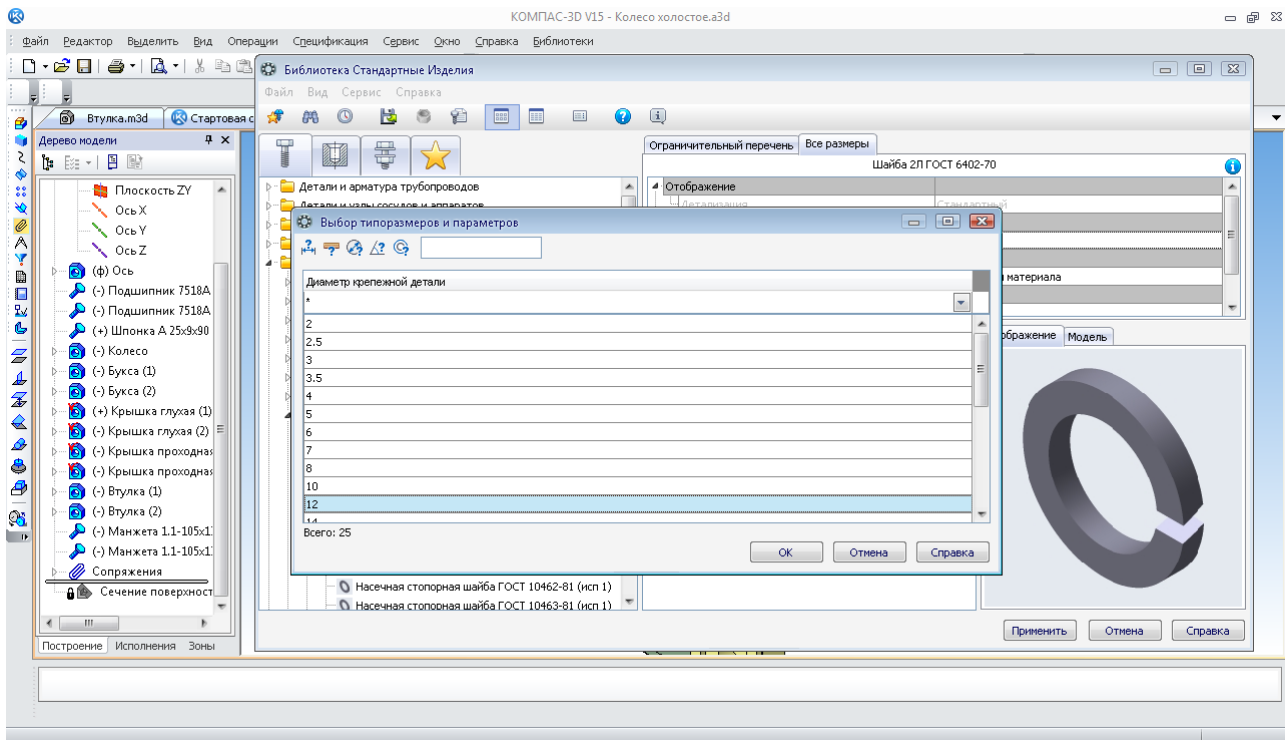 КОМПАС-3D V15 - Колесо холостое.a3d
Файл Редактор Выделить Вид Операции Спецификация Сервис Окно Справка Библиотеки
Втулка.m3d
Стартовая с
Дерево модели
Плоскость ZY
Ось X
Ось Y
Ось Z
(ф) Ось
(-) Подшипник 7518А
(-) Подшипник 7518А
(+) Шпонка А 25х9х90
(-) Колесо
(-) Букса (1)
(-) Букса (2)
(+) Крышка глухая (1)
(-) Крышка глухая (2)
(-) Крышка проходная
(-) Крышка проходная
(-) Втулка (1)
(-) Втулка (2)
(-) Манжета 1.1-105х1
(-) Манжета 1.1-105х1
Сопряжения
Сечение поверхност
Построение Исполнения Зоны
Библиотека Стандартные Изделия
Файл Вид Сервис Справка
Детали и арматура трубопроводов
Детали и узлы сосудов и аппаратов
Ограничительный перечень Все размеры
Шайба 2Л ГОСТ 6402-70
Отображение
Детализация Стандартный
материала
ображение Модель
Выбор типоразмеров и параметров
Диаметр крепежной детали
*
2
2.5
3
3.5
4
5
6
7
8
10
12
14
Всего: 25
ОК Отмена Справка
Насечная стопорная шайба ГОСТ 10462-81 (исп 1)
Насечная стопорная шайба ГОСТ 10463-81 (исп 1)
Применить Отмена Справка